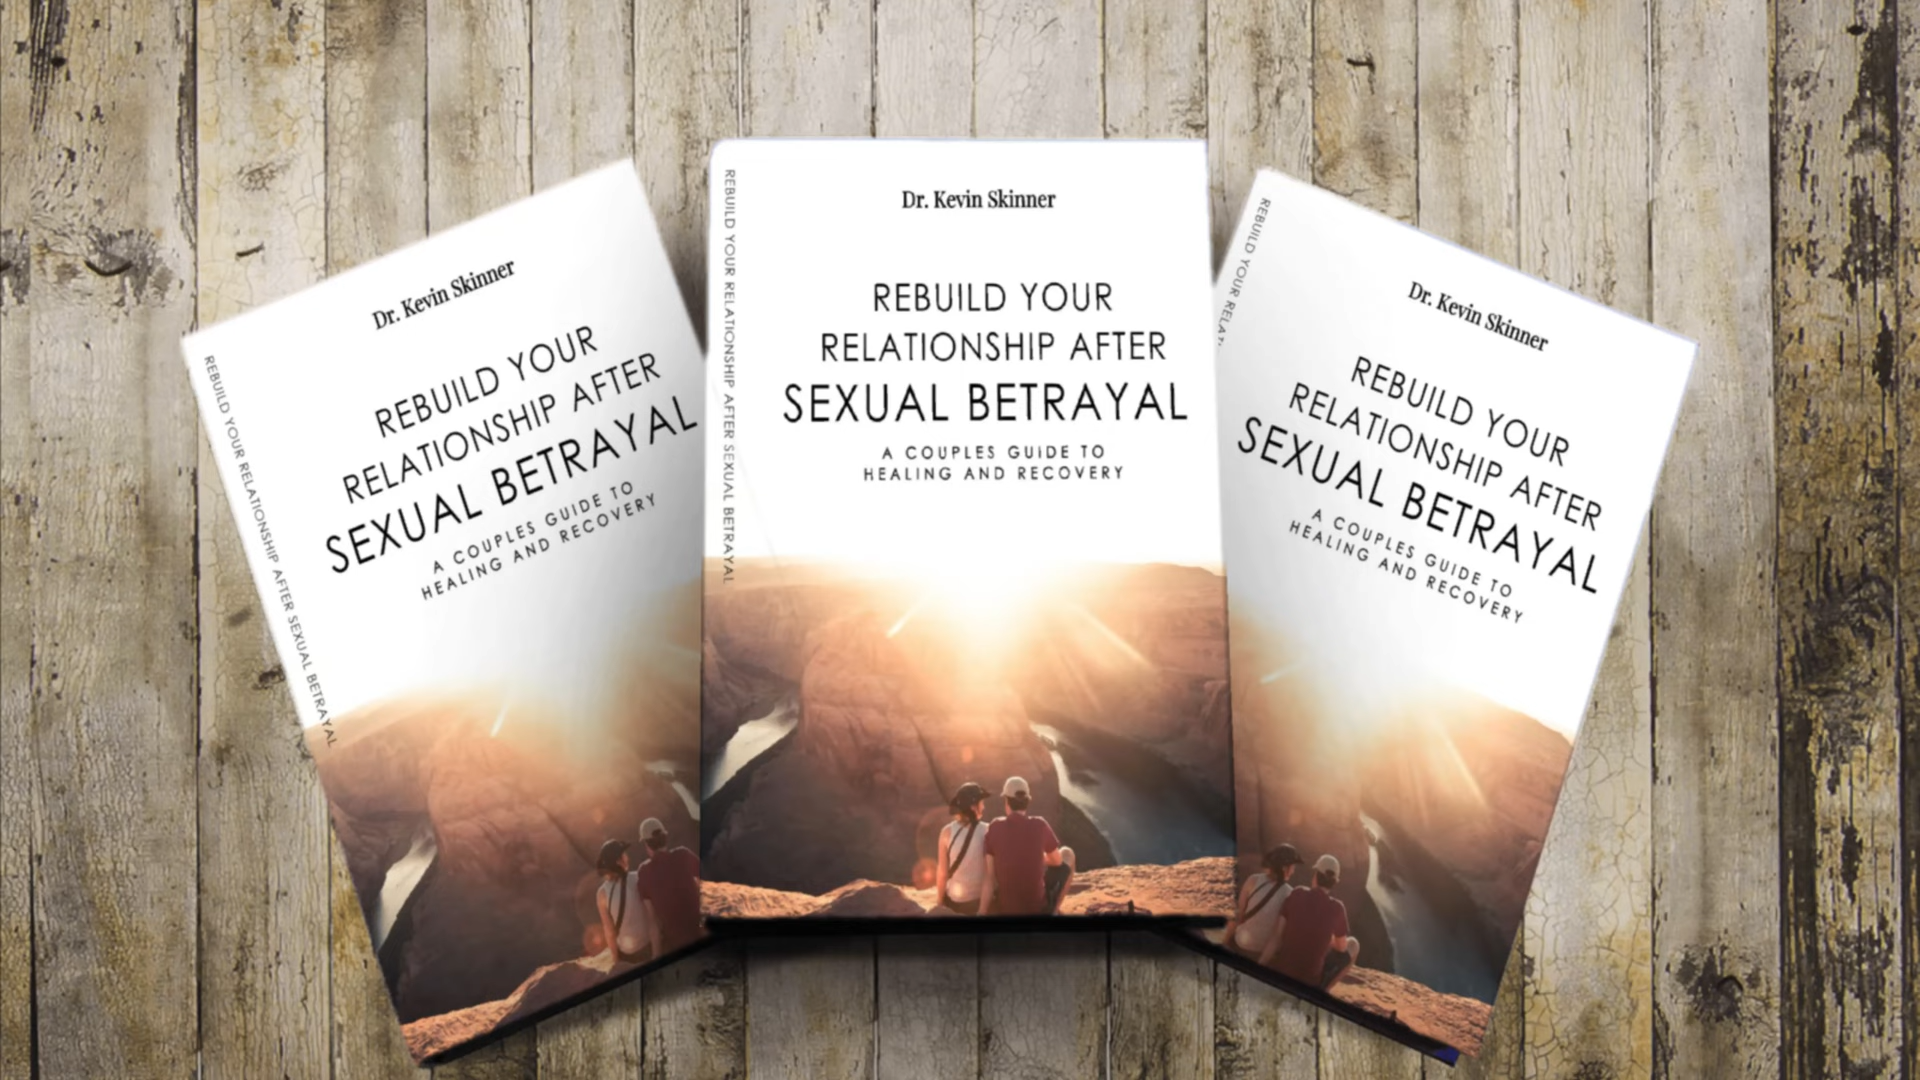 Dr. Kevin Skinner
REBUILD YOUR
RELATIONSHIP AFTER
SEXUAL BETRAYAL
A COUPLES GUIDE TO
HEALING AND RECOVERY
REBUILD YOUR RELATIONSHIP AFTER SEXUAL BETRAYAL
Dr. Kevin Skinner
REBUILD YOUR
RELATIONSHIP AFTER
SEXUAL BETRAYAL
A COUPLES GUIDE TO
HEALING AND RECOVERY
REBUILD YOUR RELATIONSHIP AFTER SEXUAL BETRAYAL
Dr. Kevin Skinner
REBUILD YOUR
RELATIONSHIP AFTER
SEXUAL BETRAYAL
A COUPLES GUIDE TO
HEALING AND RECOVERY
REBUILD YOUR RELAT